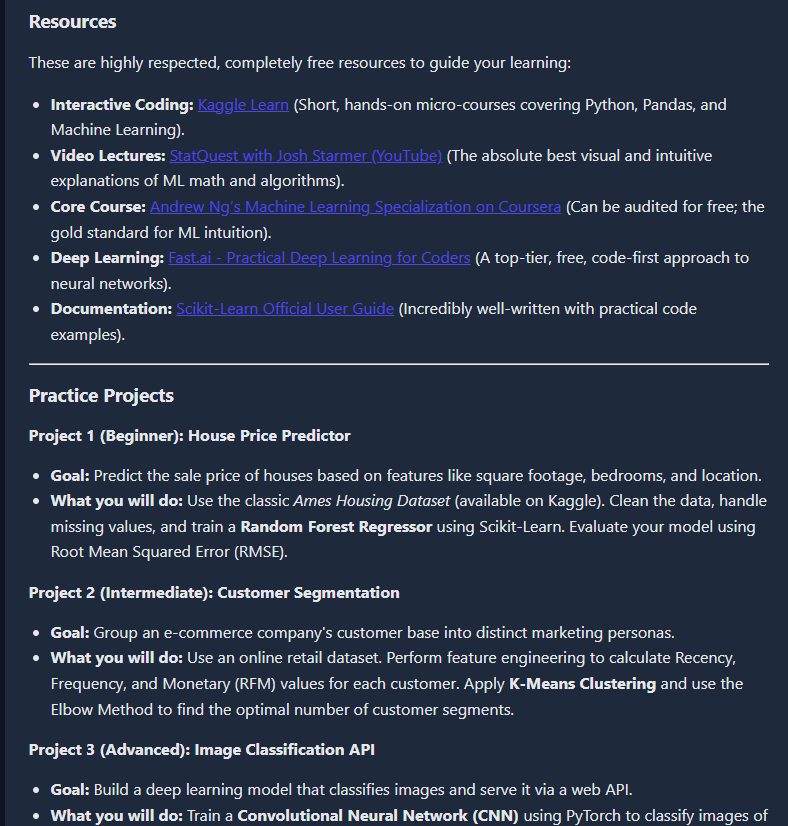 Resources
These are highly respected, completely free resources to guide your learning:
• Interactive Coding: Kaggle Learn (Short, hands-on micro-courses covering Python, Pandas, and
Machine Learning).
• Video Lectures: StatQuest with Josh Starmer (YouTube) (The absolute best visual and intuitive
explanations of ML math and algorithms).
• Core Course: Andrew Ng's Machine Learning Specialization on Coursera (Can be audited for free; the
gold standard for ML intuition).
• Deep Learning: Fast.ai - Practical Deep Learning for Coders (A top-tier, free, code-first approach to
neural networks).
• Documentation: Scikit-Learn Official User Guide (Incredibly well-written with practical code
examples).
Practice Projects
Project 1 (Beginner): House Price Predictor
• Goal: Predict the sale price of houses based on features like square footage, bedrooms, and location.
• What you will do: Use the classic Ames Housing Dataset (available on Kaggle). Clean the data, handle
missing values, and train a Random Forest Regressor using Scikit-Learn. Evaluate your model using
Root Mean Squared Error (RMSE).
Project 2 (Intermediate): Customer Segmentation
• Goal: Group an e-commerce company's customer base into distinct marketing personas.
• What you will do: Use an online retail dataset. Perform feature engineering to calculate Recency,
Frequency, and Monetary (RFM) values for each customer. Apply K-Means Clustering and use the
Elbow Method to find the optimal number of customer segments.
Project 3 (Advanced): Image Classification API
• Goal: Build a deep learning model that classifies images and serve it via a web API.
• What you will do: Train a Convolutional Neural Network (CNN) using PyTorch to classify images of